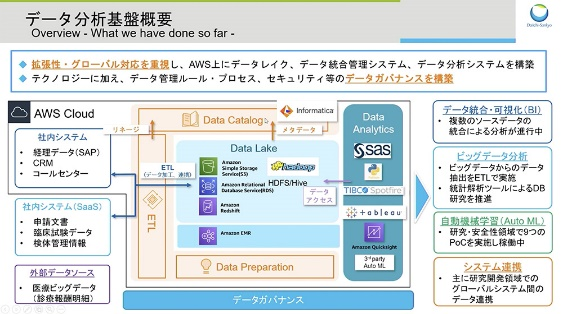 データ分析基盤概要
Overview - What we have done so far -
Daiichi-Sankyo
◆ 拡張性・グローバル対応を重視し、AWS上にデータレイク、データ統合管理システム、データ分析システムを構築
◆ テクノロジーに加え、データ管理ルール・プロセス、セキュリティ等のデータガバナンスを構築
AWS Cloud
社内システム
• 経理データ(SAP)
• CRM
• コールセンター
社内システム(SaaS)
• 申請文書
• 臨床試験データ
• 検体管理情報
外部データソース
• 医療ビッグデータ
(診療報酬明細)
リネージ
Data Catalog
メタデータ
Informatica
ETL
ETL
(データ加工、連携)
Data Lake
Amazon
Simple Storage
Service(S3)
Amazon Relational
Database Service(RDS)
Amazon
Redshift
Amazon EMR
hadoop
HDFS/Hive
データ
アクセス
Data Preparation
データガバナンス
Data
Analytics
sas
TIBCO Spotfire
tableau
Amazon Quicksight
3rd party
Auto ML
データ統合・可視化(BI)
• 複数のソースデータの
統合による分析が進行中
ビッグデータ分析
• ビッグデータからのデータ
抽出をETLで実施
• 統計解析ツールによるDB
研究を推進
自動機械学習(Auto ML)
• 研究・安全性領域で9つの
PoCを実施し稼働中
システム連携
• 主に研究開発領域での
グローバルシステム間の
データ連携